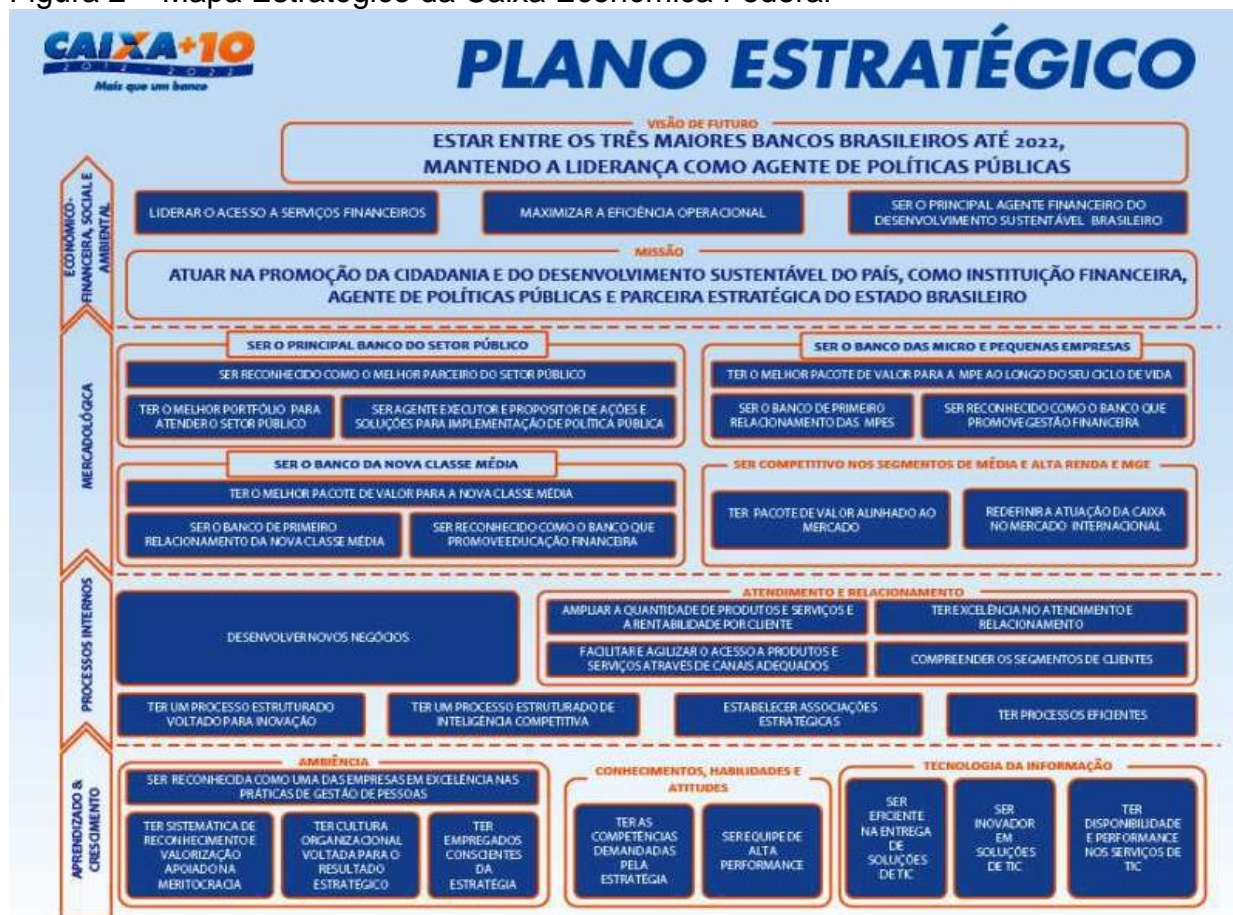 Figura 2 – Mapa Estratégico da Caixa Econômica Federal
CAIXA+10
2012 - 2022
Mais que um banco
PLANO ESTRATÉGICO
VISÃO DE FUTURO
ESTAR ENTRE OS TRÊS MAIORES BANCOS BRASILEIROS ATÉ 2022,
MANTENDO A LIDERANÇA COMO AGENTE DE POLÍTICAS PÚBLICAS
ECONÔMICO-
FINANCEIRA, SOCIAL E
AMBIENTAL
LIDERAR O ACESSO A SERVIÇOS FINANCEIROS
MAXIMIZAR A EFICIÊNCIA OPERACIONAL
SER O PRINCIPAL AGENTE FINANCEIRO DO
DESENVOLVIMENTO SUSTENTÁVEL BRASILEIRO
MISSÃO
ATUAR NA PROMOÇÃO DA CIDADANIA E DO DESENVOLVIMENTO SUSTENTÁVEL DO PAÍS, COMO INSTITUIÇÃO FINANCEIRA,
AGENTE DE POLÍTICAS PÚBLICAS E PARCEIRA ESTRATÉGICA DO ESTADO BRASILEIRO
MERCADOLÓGICA
SER O PRINCIPAL BANCO DO SETOR PÚBLICO
SER RECONHECIDO COMO O MELHOR PARCEIRO DO SETOR PÚBLICO
TER O MELHOR PORTFÓLIO PARA
ATENDER O SETOR PÚBLICO
SER AGENTE EXECUTOR E PROPOSITOR DE AÇÕES E
SOLUÇÕES PARA IMPLEMENTAÇÃO DE POLÍTICA PÚBLICA
SER O BANCO DAS MICRO E PEQUENAS EMPRESAS
TER O MELHOR PACOTE DE VALOR PARA A MPE AO LONGO DO SEU CICLO DE VIDA
SER O BANCO DE PRIMEIRO
RELACIONAMENTO DAS MPES
SER RECONHECIDO COMO O BANCO QUE
PROMOVE GESTÃO FINANCEIRA
SER O BANCO DA NOVA CLASSE MÉDIA
TER O MELHOR PACOTE DE VALOR PARA A NOVA CLASSE MÉDIA
SER O BANCO DE PRIMEIRO
RELACIONAMENTO DA NOVA CLASSE MÉDIA
SER RECONHECIDO COMO O BANCO QUE
PROMOVE EDUCAÇÃO FINANCEIRA
SER COMPETITIVO NOS SEGMENTOS DE MÉDIA E ALTA RENDA E MGE
TER PACOTE DE VALOR ALINHADO AO
MERCADO
REDEFINIR A ATUAÇÃO DA CAIXA
NO MERCADO INTERNACIONAL
PROCESSOS INTERNOS
DESENVOLVER NOVOS NEGÓCIOS
ATENDIMENTO E RELACIONAMENTO
AMPLIAR A QUANTIDADE DE PRODUTOS E SERVIÇOS E
A RENTABILIDADE POR CLIENTE
TER EXCELÊNCIA NO ATENDIMENTO E
RELACIONAMENTO
FACILITAR E AGILIZAR O ACESSO A PRODUTOS E
SERVIÇOS ATRAVÉS DE CANAIS ADEQUADOS
COMPREENDER OS SEGMENTOS DE CLIENTES
TER UM PROCESSO ESTRUTURADO
VOLTADO PARA INOVAÇÃO
TER UM PROCESSO ESTRUTURADO DE
INTELIGÊNCIA COMPETITIVA
ESTABELECER ASSOCIAÇÕES
ESTRATÉGICAS
TER PROCESSOS EFICIENTES
APRENDIZADO &
CRESCIMENTO
AMBIÊNCIA
SER RECONHECIDA COMO UMA DAS EMPRESAS EM EXCELÊNCIA NAS
PRÁTICAS DE GESTÃO DE PESSOAS
TER SISTEMÁTICA DE
RECONHECIMENTO E
VALORIZAÇÃO
APOIADO NA
MERITOCRACIA
TER CULTURA
ORGANIZACIONAL
VOLTADA PARA O
RESULTADO
ESTRATÉGICO
TER
EMPREGADOS
CONSCIENTES
DA
ESTRATÉGIA
CONHECIMENTOS, HABILIDADES E
ATITUDES
TER AS
COMPETÊNCIAS
DEMANDADAS
PELA
ESTRATÉGIA
SER EQUIPE DE
ALTA
PERFORMANCE
TECNOLOGIA DA INFORMAÇÃO
SER
EFICIENTE
NA ENTREGA
DE
SOLUÇÕES
DE TIC
SER
INOVADOR
EM
SOLUÇÕES
DE TIC
TER
DISPONIBILIDADE
E PERFORMANCE
NOS SERVIÇOS DE
TIC